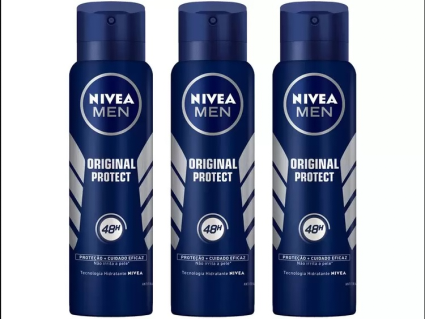 NIVEA
MEN
ORIGINAL
PROTECT
48H
PROTEÇÃO + CUIDADO EFICAZ
Não irrita a pele*
Tecnologia Hidratante NIVEA
NIVEA
MEN
ORIGINAL
PROTECT
48H
PROTEÇÃO + CUIDADO EFICAZ
Não irrita a pele*
Tecnologia Hidratante NIVEA
NIVEA
MEN
ORIGINAL
PROTECT
48H
PROTEÇÃO + CUIDADO EFICAZ
Não irrita a pele*
Tecnologia Hidratante NIVEA